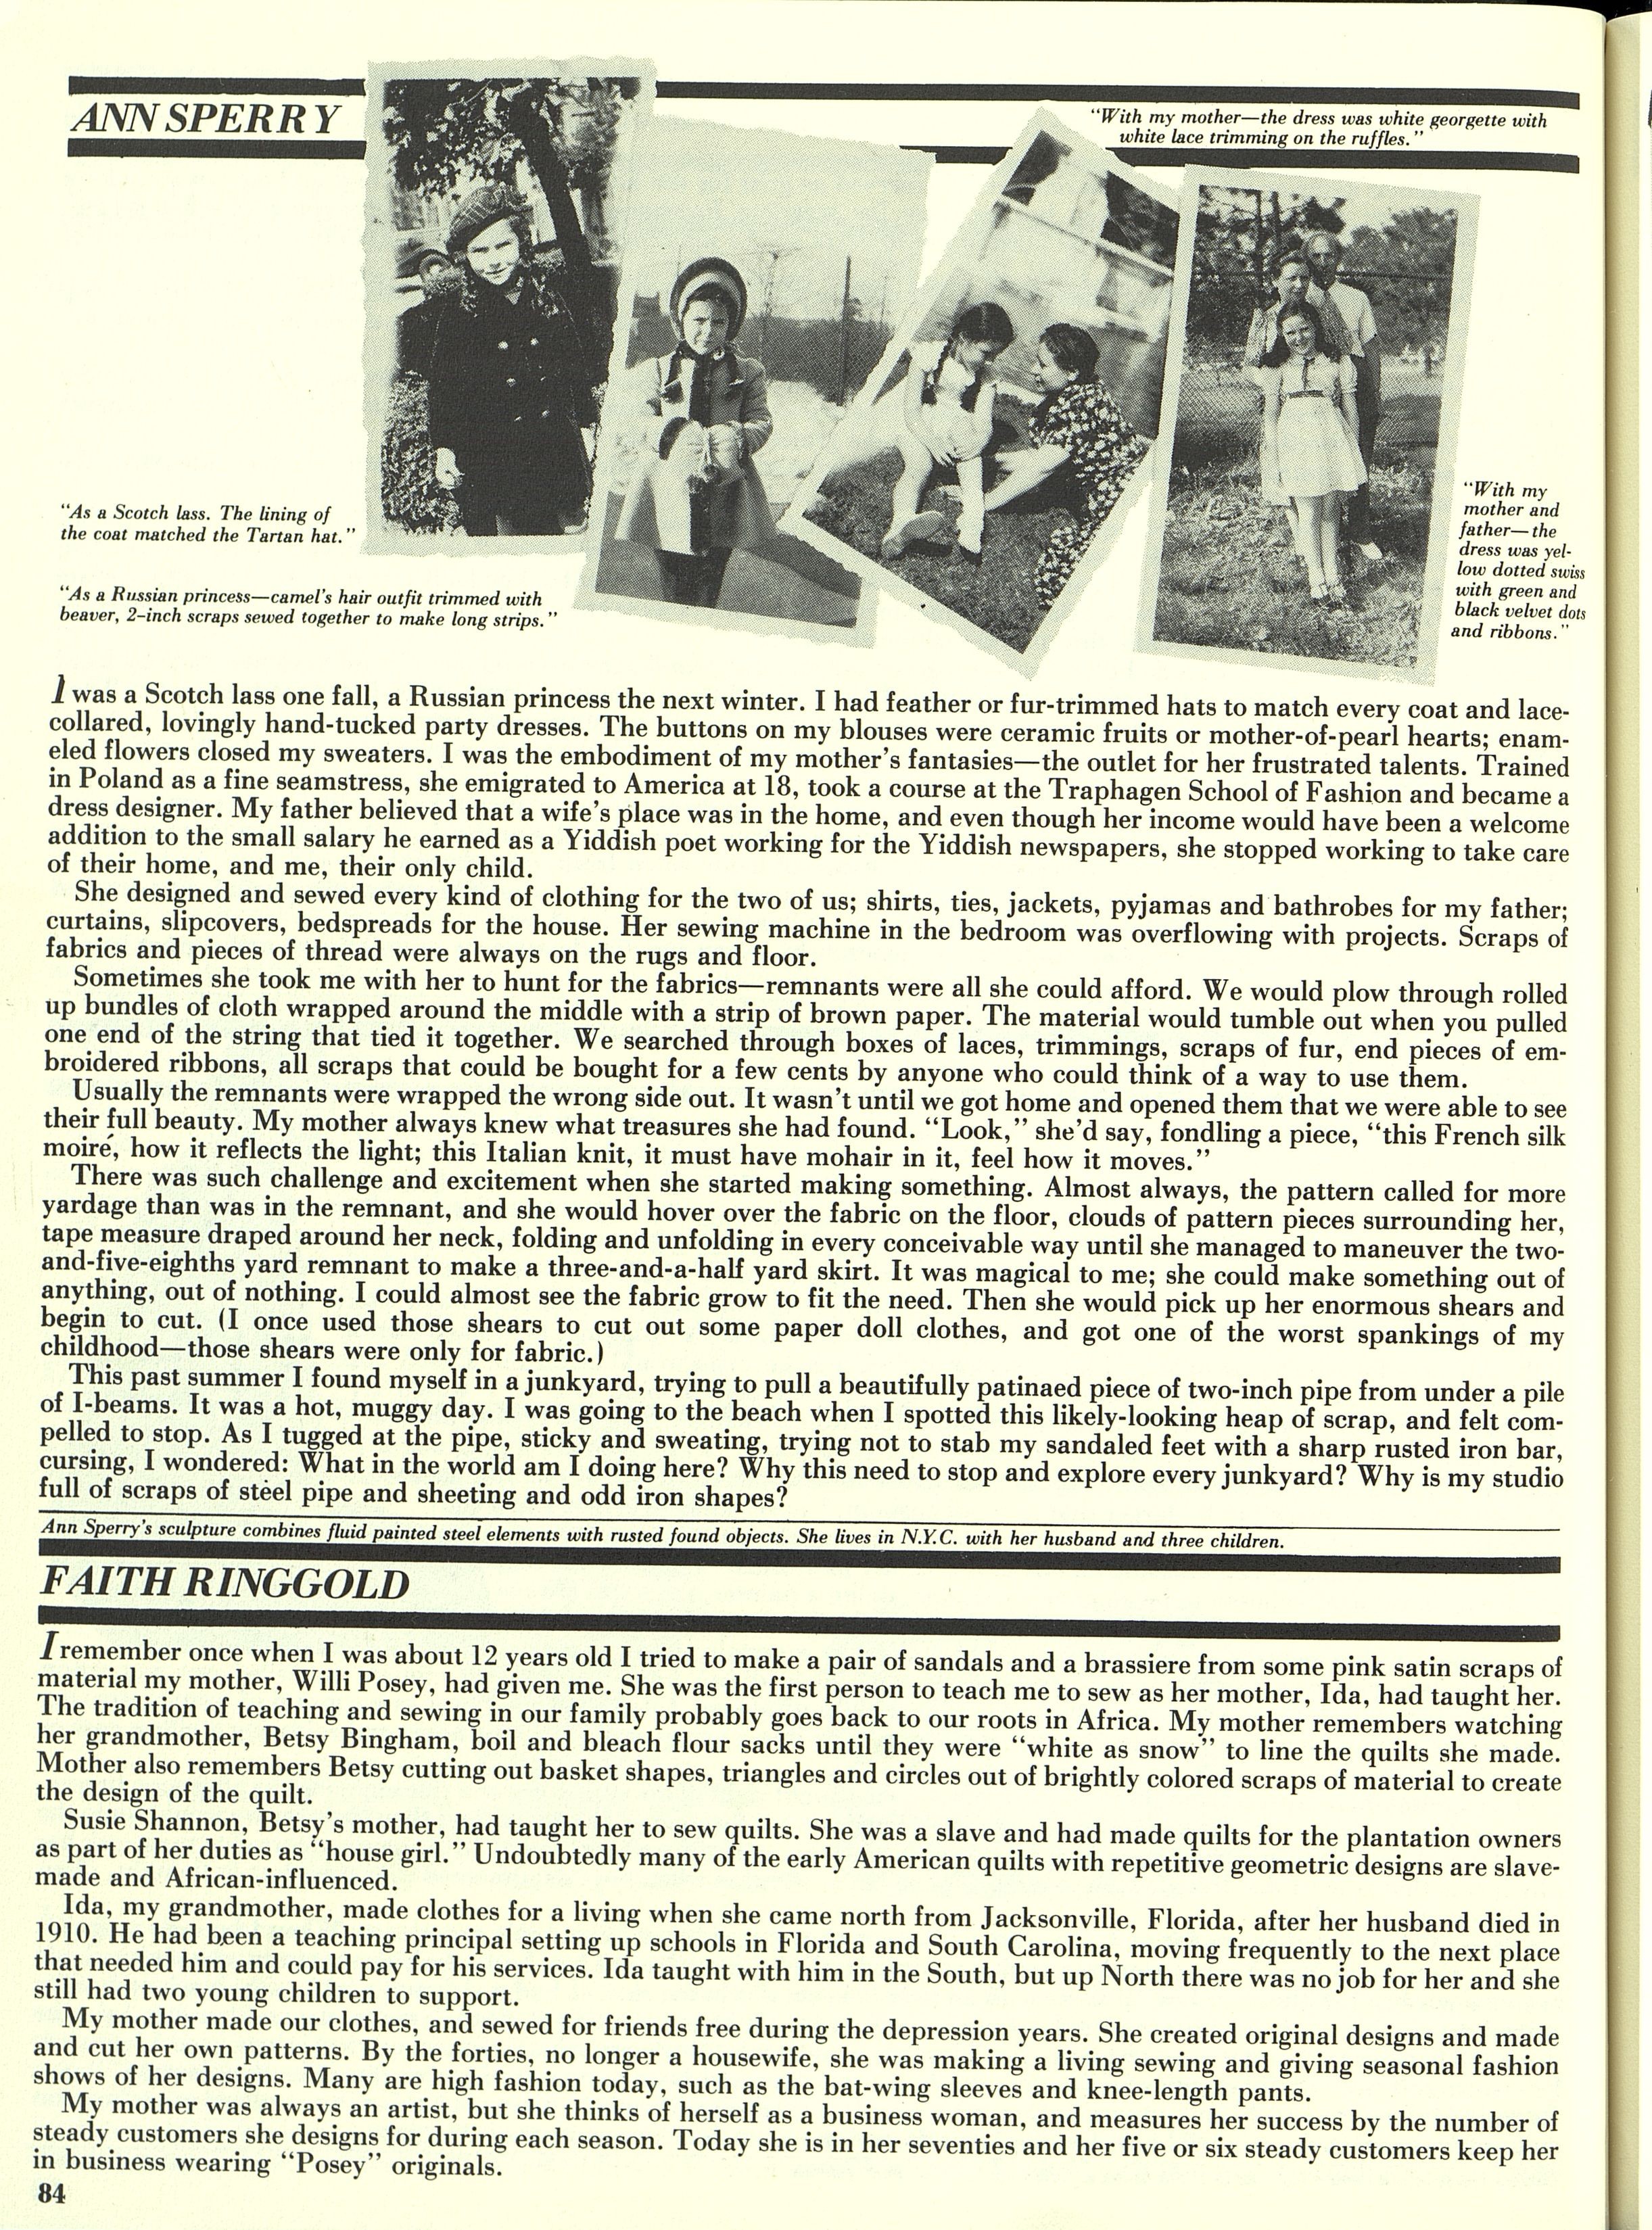 ANN SPERRY
"With my mother—the dress was white georgette with
white lace trimming on the ruffles."
"As a Scotch lass. The lining of
the coat matched the Tartan hat."
"As a Russian princess—camel's hair outfit trimmed with
beaver, 2-inch scraps sewed together to make long strips."
"With my
mother and
father—the
dress was yel-
low dotted swiss
with green and
black velvet dots
and ribbons."
I was a Scotch lass one fall, a Russian princess the next winter. I had feather or fur-trimmed hats to match every coat and lace-
collared, lovingly hand-tucked party dresses. The buttons on my blouses were ceramic fruits or mother-of-pearl hearts; enam-
eled flowers closed my sweaters. I was the embodiment of my mother's fantasies—the outlet for her frustrated talents. Trained
in Poland as a fine seamstress, she emigrated to America at 18, took a course at the Traphagen School of Fashion and became a
dress designer. My father believed that a wife's place was in the home, and even though her income would have been a welcome
addition to the small salary he earned as a Yiddish poet working for the Yiddish newspapers, she stopped working to take care
of their home, and me, their only child.
She designed and sewed every kind of clothing for the two of us; shirts, ties, jackets, pyjamas and bathrobes for my father;
curtains, slipcovers, bedspreads for the house. Her sewing machine in the bedroom was overflowing with projects. Scraps of
fabrics and pieces of thread were always on the rugs and floor.
Sometimes she took me with her to hunt for the fabrics—remnants were all she could afford. We would plow through rolled
up bundles of cloth wrapped around the middle with a strip of brown paper. The material would tumble out when you pulled
one end of the string that tied it together. We searched through boxes of laces, trimmings, scraps of fur, end pieces of em-
broidered ribbons, all scraps that could be bought for a few cents by anyone who could think of a way to use them.
Usually the remnants were wrapped the wrong side out. It wasn't until we got home and opened them that we were able to see
their full beauty. My mother always knew what treasures she had found. "Look," she'd say, fondling a piece, "this French silk
moiré, how it reflects the light; this Italian knit, it must have mohair in it, feel how it moves."
There was such challenge and excitement when she started making something. Almost always, the pattern called for more
yardage than was in the remnant, and she would hover over the fabric on the floor, clouds of pattern pieces surrounding her,
tape measure draped around her neck, folding and unfolding in every conceivable way until she managed to maneuver the two-
and-five-eighths yard remnant to make a three-and-a-half yard skirt. It was magical to me; she could make something out of
anything, out of nothing. I could almost see the fabric grow to fit the need. Then she would pick up her enormous shears and
begin to cut. (I once used those shears to cut out some paper doll clothes, and got one of the worst spankings of my
childhood—those shears were only for fabric.)
This past summer I found myself in a junkyard, trying to pull a beautifully patinaed piece of two-inch pipe from under a pile
of I-beams. It was a hot, muggy day. I was going to the beach when I spotted this likely-looking heap of scrap, and felt com-
pelled to stop. As I tugged at the pipe, sticky and sweating, trying not to stab my sandaled feet with a sharp rusted iron bar,
cursing, I wondered: What in the world am I doing here? Why this need to stop and explore every junkyard? Why is my studio
full of scraps of steel pipe and sheeting and odd iron shapes?
Ann Sperry's sculpture combines fluid painted steel elements with rusted found objects. She lives in N.Y.C. with her husband and three children.
FAITH RINGGOLD
I remember once when I was about 12 years old I tried to make a pair of sandals and a brassiere from some pink satin scraps of
material my mother, Willi Posey, had given me. She was the first person to teach me to sew as her mother, Ida, had taught her.
The tradition of teaching and sewing in our family probably goes back to our roots in Africa. My mother remembers watching
her grandmother, Betsy Bingham, boil and bleach flour sacks until they were "white as snow" to line the quilts she made.
Mother also remembers Betsy cutting out basket shapes, triangles and circles out of brightly colored scraps of material to create
the design of the quilt.
Susie Shannon, Betsy's mother, had taught her to sew quilts. She was a slave and had made quilts for the plantation owners
as part of her duties as "house girl." Undoubtedly many of the early American quilts with repetitive geometric designs are slave-
made and African-influenced.
Ida, my grandmother, made clothes for a living when she came north from Jacksonville, Florida, after her husband died in
1910. He had been a teaching principal setting up schools in Florida and South Carolina, moving frequently to the next place
that needed him and could pay for his services. Ida taught with him in the South, but up North there was no job for her and she
still had two young children to support.
My mother made our clothes, and sewed for friends free during the depression years. She created original designs and made
and cut her own patterns. By the forties, no longer a housewife, she was making a living sewing and giving seasonal fashion
shows of her designs. Many are high fashion today, such as the bat-wing sleeves and knee-length pants.
My mother was always an artist, but she thinks of herself as a business woman, and measures her success by the number of
steady customers she designs for during each season. Today she is in her seventies and her five or six steady customers keep her
in business wearing "Posey" originals.
84